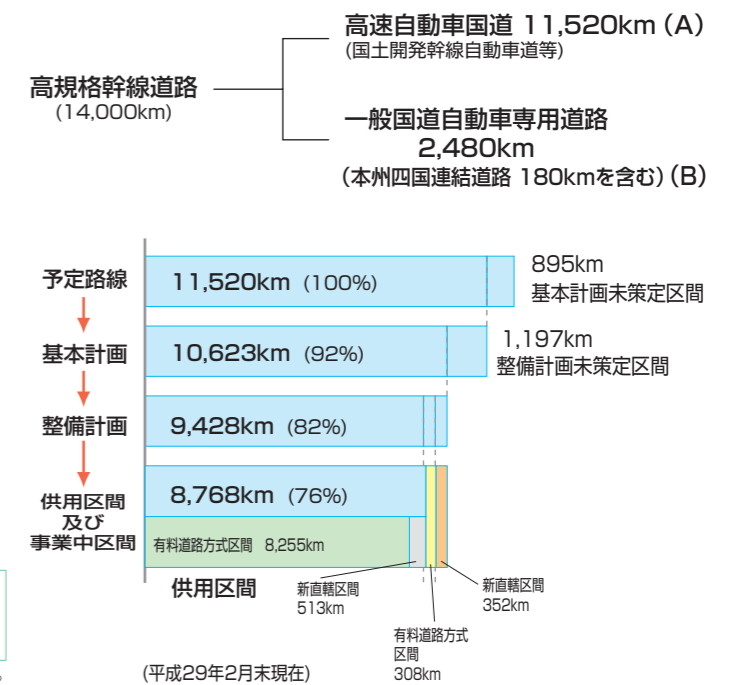 高速自動車国道 11,520km (A)
(国土開発幹線自動車道等)
高規格幹線道路
(14,000km)
一般国道自動車専用道路
2,480km
(本州四国連結道路 180kmを含む) (B)
予定路線
11,520km (100%)
895km
基本計画未策定区間
基本計画
10,623km (92%)
1,197km
整備計画未策定区間
整備計画
9,428km (82%)
供用区間
及び
事業中区間
8,768km (76%)
有料道路方式区間 8,255km
供用区間
新直轄区間
513km
新直轄区間
352km
有料道路方式
区間
308km
(平成29年2月末現在)
。